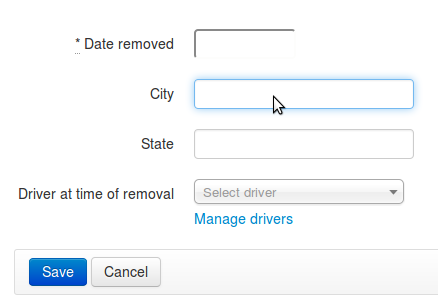 * Date removed
City
State
Driver at time of removal Select driver
Manage drivers
Save Cancel